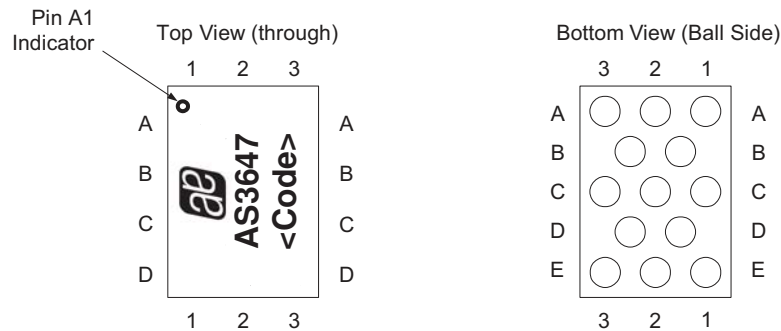 Pin A1
Indicator
Top View (through)
1 2 3
A A
B B
C C
D D
1 2 3
AS3647
<Code>
Bottom View (Ball Side)
3 2 1
A A
B B
C C
D D
E E
3 2 1